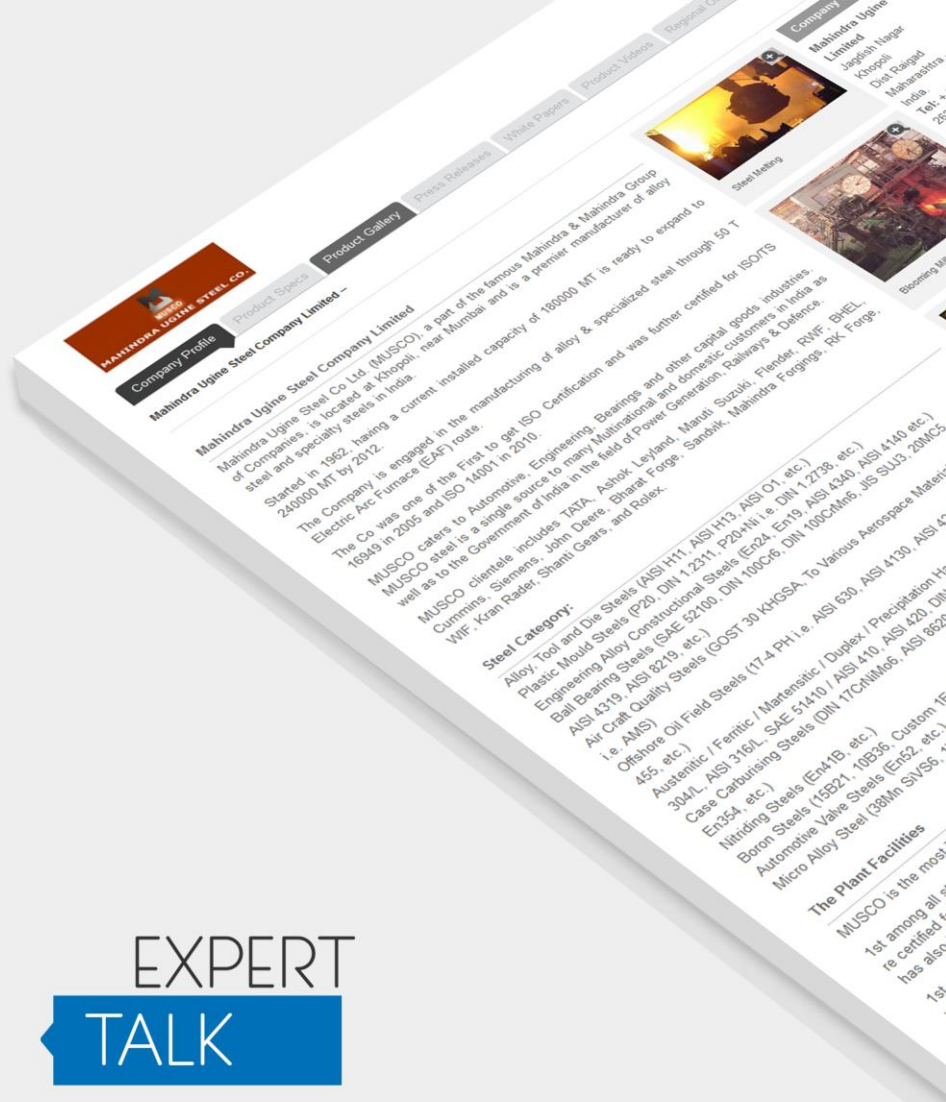 MUSCO
MAHINDRA UGINE STEEL CO.
Company Profile
Product Specs
Product Gallery
Press Releases
White Papers
Product Videos
Regional
Mahindra Ugine Steel Company Limited –
Mahindra Ugine Steel Company Limited
Mahindra Ugine Steel Co Ltd. (MUSCO), a part of the famous Mahindra & Mahindra Group
of Companies, is located at Khopoli, near Mumbai and is a premier manufacturer of alloy
steel and specialty steels in India.
Started in 1962, having a current installed capacity of 180000 MT is ready to expand to
240000 MT by 2012.
The Company is engaged in the manufacturing of alloy & specialized steel through 50 T
Electric Arc Furnace (EAF) route.
The Co was one of the First to get ISO Certification and was further certified for ISO/TS
16949 in 2005 and ISO 14001 in 2010.
MUSCO caters to Automotive, Engineering, Bearings and other capital goods industries.
MUSCO steel is a single source to many Multinational and domestic customers in India as
well as to the Government of India in the field of Power Generation, Railways & Defence.
MUSCO clientele includes TATA, Ashok Leyland, Maruti Suzuki, Flender, RWF, BHEL,
Cummins, Siemens, John Deere, Bharat Forge, Sandvik, Mahindra Forgings, RK Forge,
WIF, Kran Rader, Shanti Gears, and Rolex.
Steel Category:
Alloy, Tool and Die Steels (AISI H11, AISI H13, AISI O1, etc.)
Plastic Mould Steels (P20, DIN 1.2311, P20+Ni i.e. DIN 1.2738, etc.)
Engineering Alloy Constructional Steels (En24, En19, AISI 4340, AISI 4140 etc.)
Ball Bearing Steels (SAE 52100, DIN 100Cr6, DIN 100CrMn6, JIS SUJ3, 20MC5,
AISI 4319, AISI 8219, etc.)
Air Craft Quality Steels (GOST 30 KHGSA, To Various Aerospace
i.e. AMS)
Offshore Oil Field Steels (17-4 PH i.e. AISI 630, AISI 4130, AISI
455, etc.)
Austenitic / Ferritic / Martensitic / Duplex / Precipitation
304/L, AISI 316/L, SAE 51410 / AISI 410, AISI 420,
Case Carburising Steels (DIN 17CrNiMo6, AISI 8620
En354, etc.)
Nitriding Steels (En41B, etc.)
Boron Steels (15B21, 10B36, Custom
Automotive Valve Steels (En52, etc.)
Micro Alloy Steel (38Mn SiVS6,
The Plant Facilities
MUSCO is the most
1st among all
re certified
has also
1st
Steel Melting
Blooming
Company
Mahindra Ugine
Limited
Jagdish Nagar
Khopoli
Dist Raigad
Maharashtra
India.
Tel: +
EXPERT
TALK